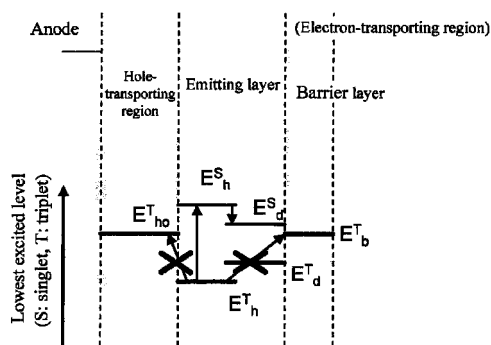 Anode
(Electron-transporting region)
Hole-
transporting
region
Emitting layer
Barrier layer
E^S_h
E^T_ho
E^S_d
E^T_b
E^T_d
E^T_h
Lowest excited level
(S: singlet, T: triplet)